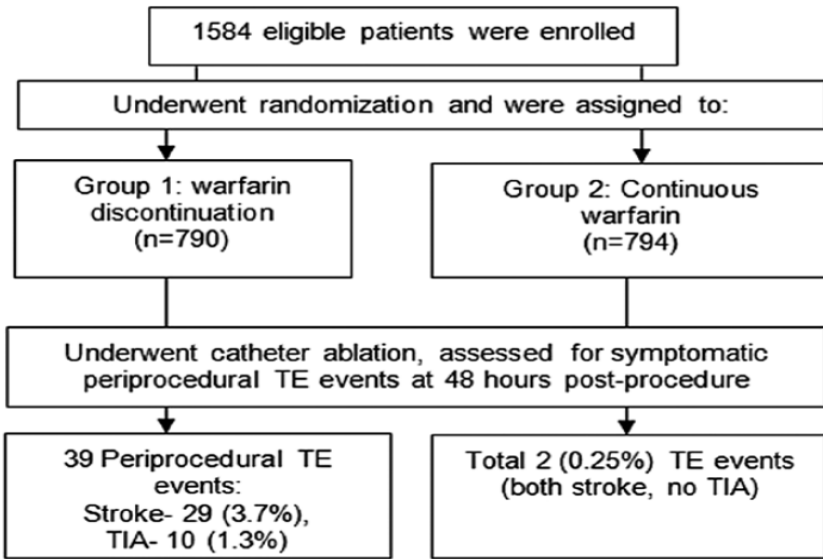 1584 eligible patients were enrolled
Underwent randomization and were assigned to:
Group 1: warfarin
discontinuation
(n=790)
Group 2: Continuous
warfarin
(n=794)
Underwent catheter ablation, assessed for symptomatic
periprocedural TE events at 48 hours post-procedure
39 Periprocedural TE
events:
Stroke- 29 (3.7%),
TIA- 10 (1.3%)
Total 2 (0.25%) TE events
(both stroke, no TIA)